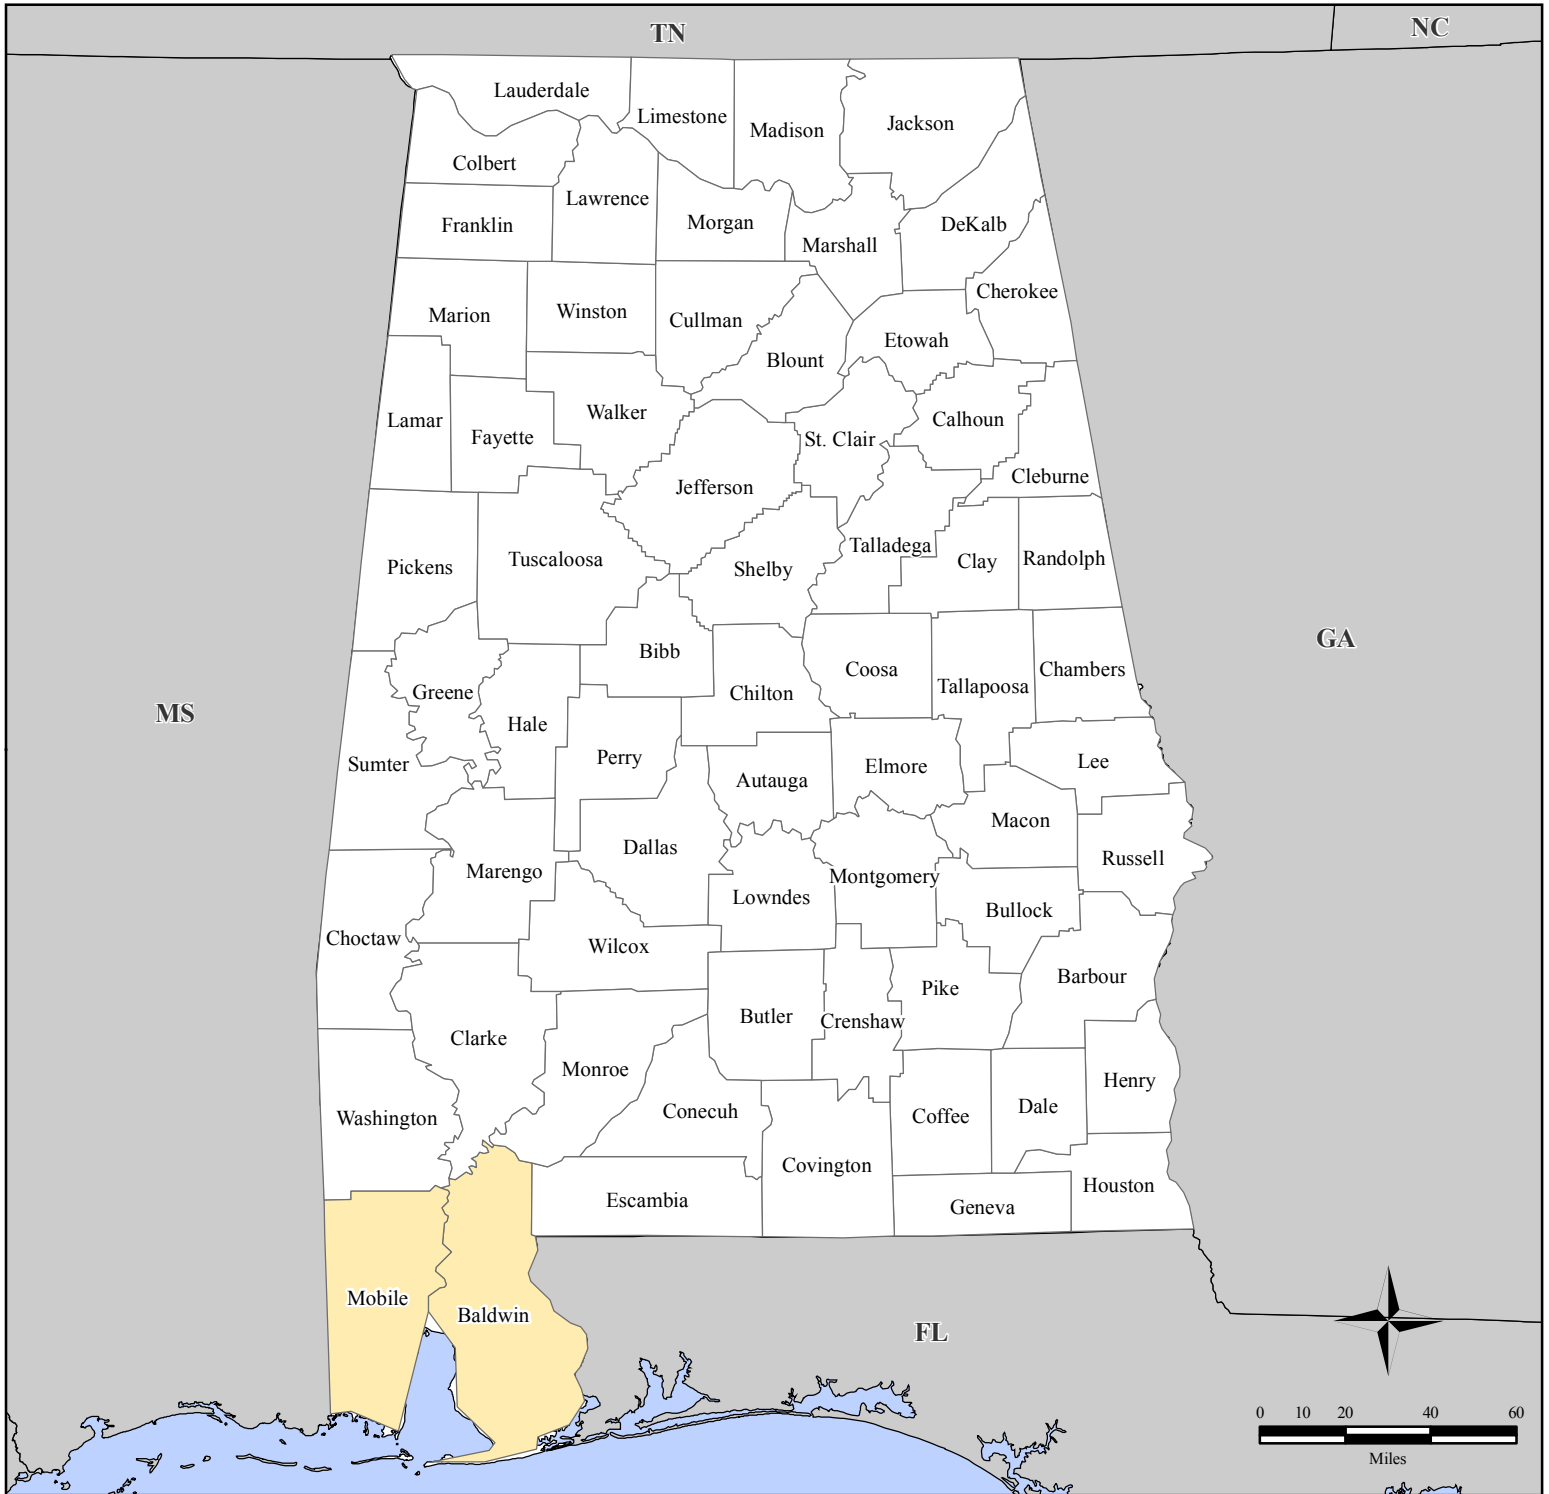 TN
NC
Lauderdale
Limestone
Madison
Jackson
Colbert
Lawrence
Franklin
Morgan
Marshall
DeKalb
Cherokee
Marion
Winston
Cullman
Blount
Etowah
Lamar
Fayette
Walker
St. Clair
Calhoun
Cleburne
Jefferson
Pickens
Tuscaloosa
Shelby
Talladega
Clay
Randolph
GA
Bibb
Coosa
Tallapoosa
Chambers
Greene
Chilton
MS
Hale
Perry
Sumter
Autauga
Elmore
Lee
Macon
Dallas
Russell
Marengo
Montgomery
Lowndes
Bullock
Choctaw
Wilcox
Barbour
Pike
Butler
Crenshaw
Clarke
Monroe
Henry
Washington
Conecuh
Coffee
Dale
Covington
Houston
Escambia
Geneva
Mobile
Baldwin
FL
0 10 20 40 60
Miles